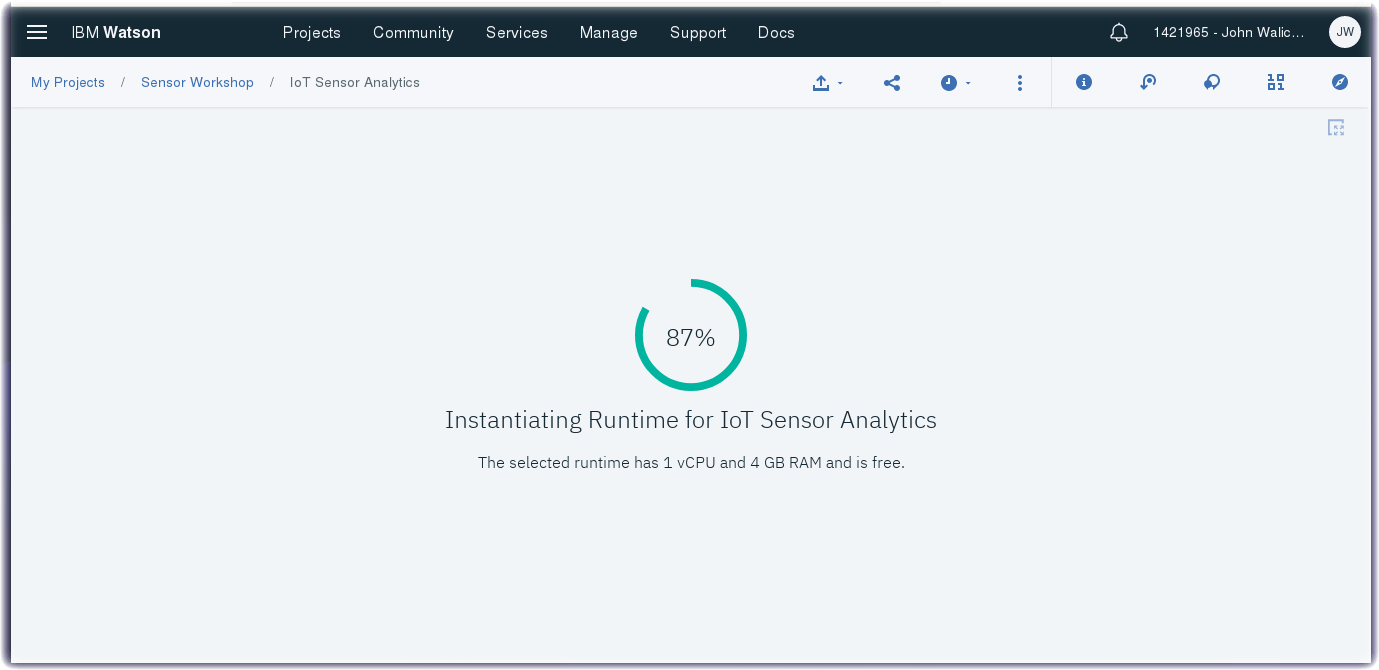 IBM Watson Projects Community Services Manage Support Docs 1421965 - John Walic... JW
My Projects / Sensor Workshop / IoT Sensor Analytics
87%
Instantiating Runtime for IoT Sensor Analytics
The selected runtime has 1 vCPU and 4 GB RAM and is free.